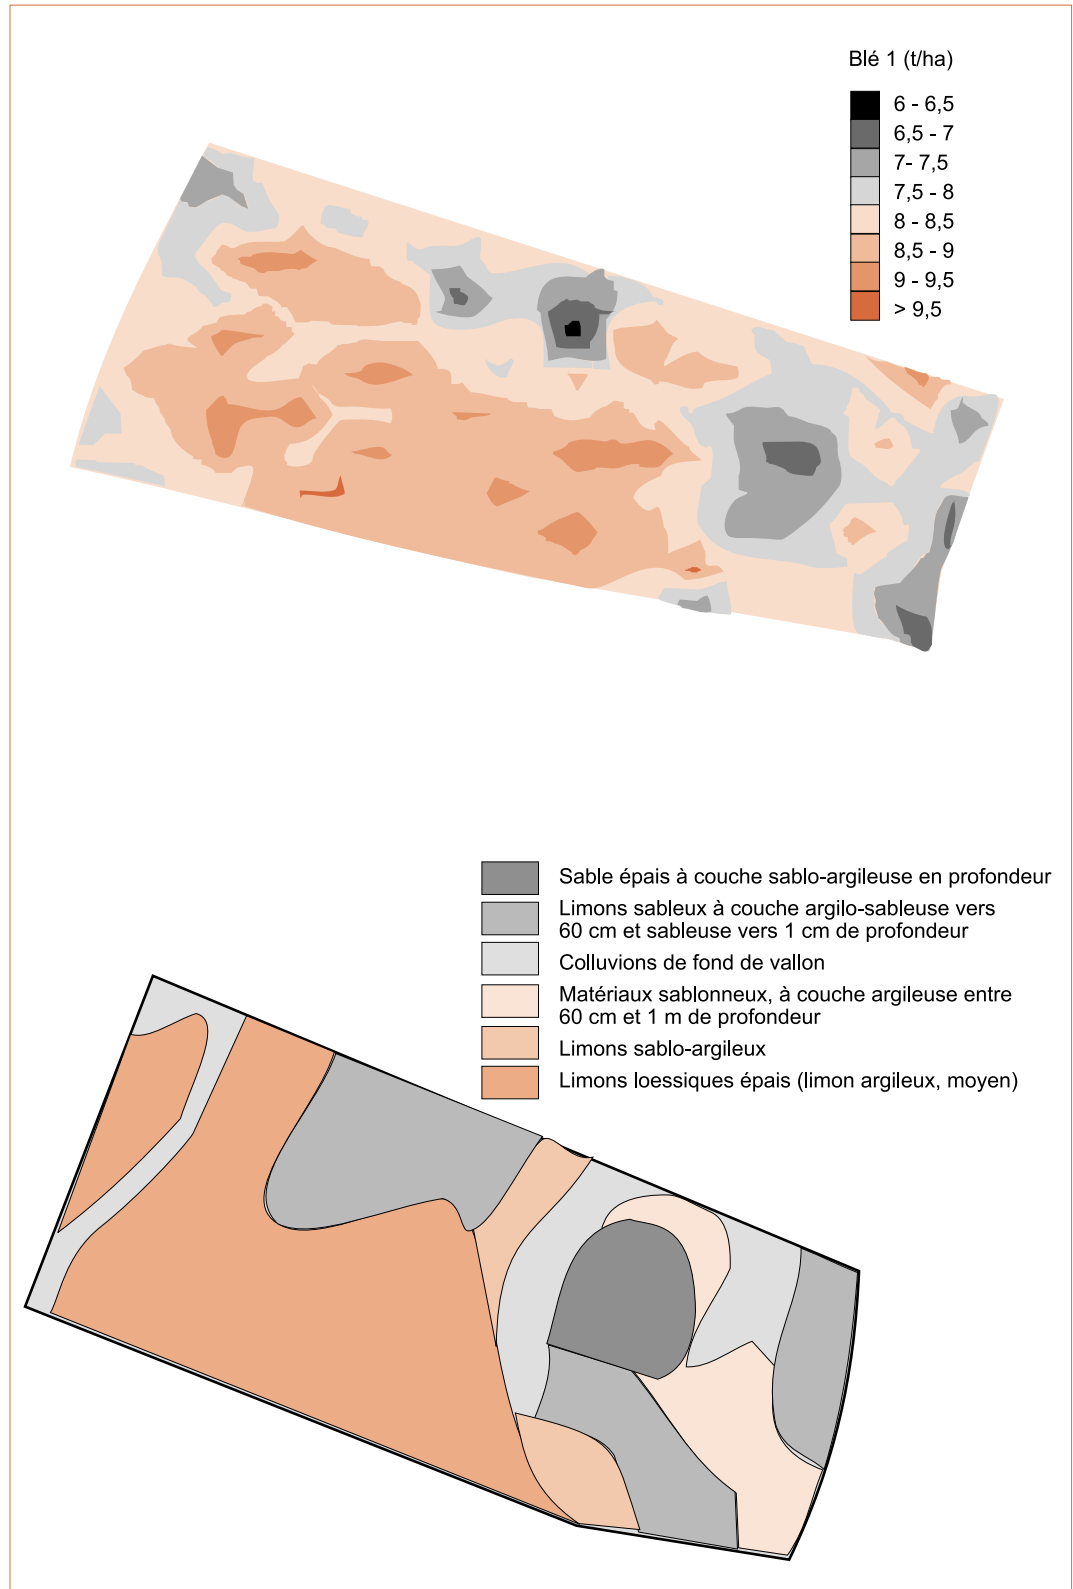 Blé 1 (t/ha)
6 - 6,5
6,5 - 7
7- 7,5
7,5 - 8
8 - 8,5
8,5 - 9
9 - 9,5
> 9,5
Sable épais à couche sablo-argileuse en profondeur
Limons sableux à couche argilo-sableuse vers
60 cm et sableuse vers 1 cm de profondeur
Colluvions de fond de vallon
Matériaux sablonneux, à couche argileuse entre
60 cm et 1 m de profondeur
Limons sablo-argileux
Limons loessiques épais (limon argileux, moyen)